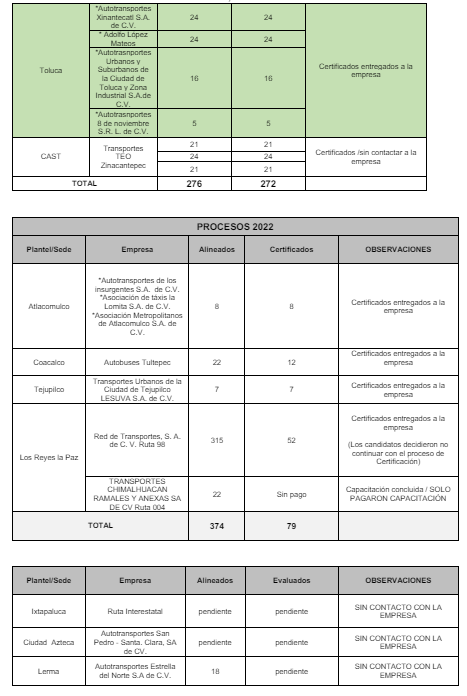 *Autotransportes
Xinantecatl S.A.
de C.V.
24
24
* Adolfo López
Mateos
24
24
Toluca
*Autotrasnportes
Urbanos y
Suburbanos de
la Ciudad de
Toluca y Zona
Industrial S.A.de
C.V.
16
16
Certificados entregados a la
empresa
*Autotrasnportes
8 de noviembre
S.R. L. de C.V.
5
5
CAST
Transportes
TEO
Zinacantepec
21
21
24
24
21
21
Certificados /sin contactar a la
empresa
TOTAL
276
272
PROCESOS 2022
Plantel/Sede
Empresa
Alineados
Certificados
OBSERVACIONES
Atlacomulco
*Autotransportes de los
insurgentes S.A. de C.V.
*Asociación de táxis la
Lomita S.A. de C.V.
*Asociación Metropolitanos
de Atlacomulco S.A. de
C.V.
8
8
Certificados entregados a la
empresa
Coacalco
Autobuses Tultepec
22
12
Certificados entregados a la
empresa
Tejupilco
Transportes Urbanos de la
Ciudad de Tejupilco
LESUVA S.A. de C.V.
7
7
Certificados entregados a la
empresa
Los Reyes la Paz
Red de Transportes, S. A.
de C. V. Ruta 98
315
52
Certificados entregados a la
empresa
(Los candidatos decidieron no
continuar con el proceso de
Certificación)
TRANSPORTES
CHIMALHUACAN
RAMALES Y ANEXAS SA
DE CV Ruta 004
22
Sin pago
Capacitación concluida / SOLO
PAGARON CAPACITACIÓN
TOTAL
374
79
Plantel/Sede
Empresa
Alineados
Evaluados
OBSERVACIONES
Ixtapaluca
Ruta Interestatal
pendiente
pendiente
SIN CONTACTO CON LA
EMPRESA
Ciudad Azteca
Autotransportes San
Pedro - Santa. Clara, SA
de CV.
pendiente
pendiente
SIN CONTACTO CON LA
EMPRESA
Lerma
Autotransportes Estrella
del Norte S.A de C.V.
18
pendiente
SIN CONTACTO CON LA
EMPRESA